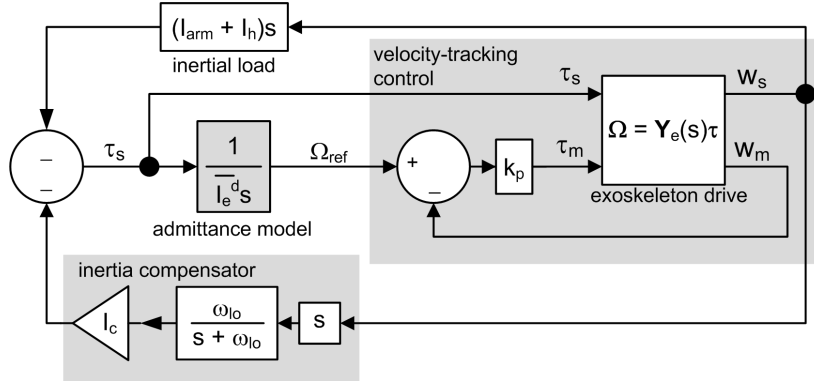 (I_arm + I_h)s
inertial load
velocity-tracking
control
τ_s
w_s
Ω = Y_e(s)τ
− 
−
τ_s
1
I_e^d s
Ω_ref
+
−
k_p
τ_m
w_m
admittance model
exoskeleton drive
inertia compensator
I_c
ω_lo
s + ω_lo
s